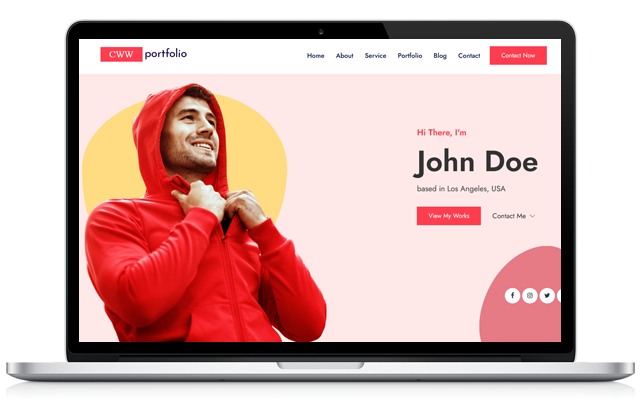 CWW portfolio
Home About Service Portfolio Blog Contact Contact Now
Hi There, I'm
John Doe
based in Los Angeles, USA
View My Works Contact Me